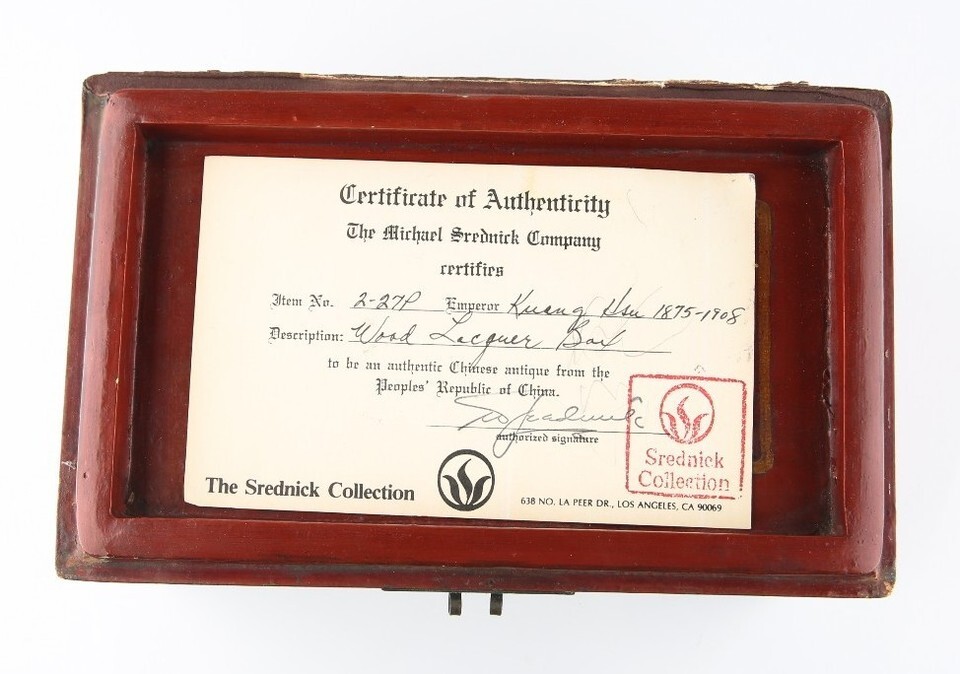 Certificate of Authenticity
The Michael Srednick Company
certifies
Item No. 2-27P Emperor Kuang Hsu 1875-1908
Description: Wood Lacquer Box
to be an authentic Chinese antique from the
Peoples' Republic of China.
authorized signature
Srednick
Collection
The Srednick Collection
638 NO. LA PEER DR., LOS ANGELES, CA 90069